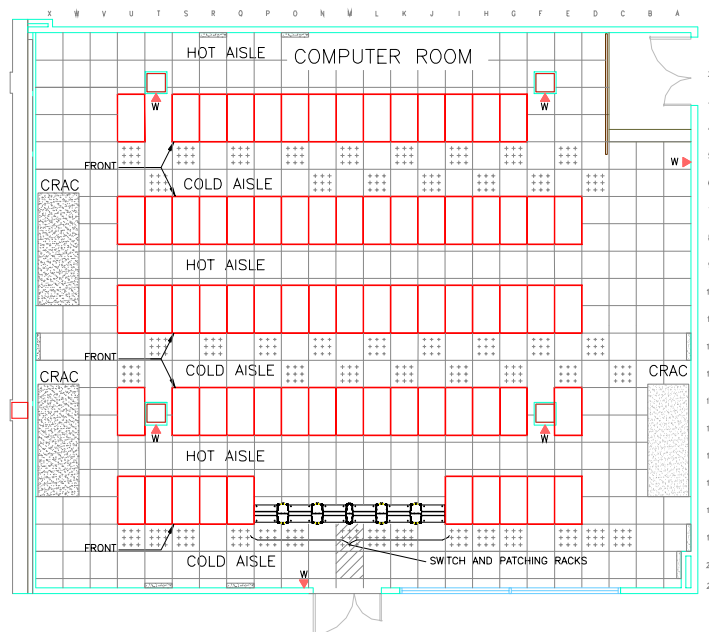 X W V U T S R Q P O N M L K J I H G F E D C B A
HOT AISLE
COMPUTER ROOM
W
W
FRONT
W
CRAC
COLD AISLE
HOT AISLE
FRONT
CRAC
COLD AISLE
CRAC
W
W
HOT AISLE
FRONT
COLD AISLE
SWITCH AND PATCHING RACKS
W